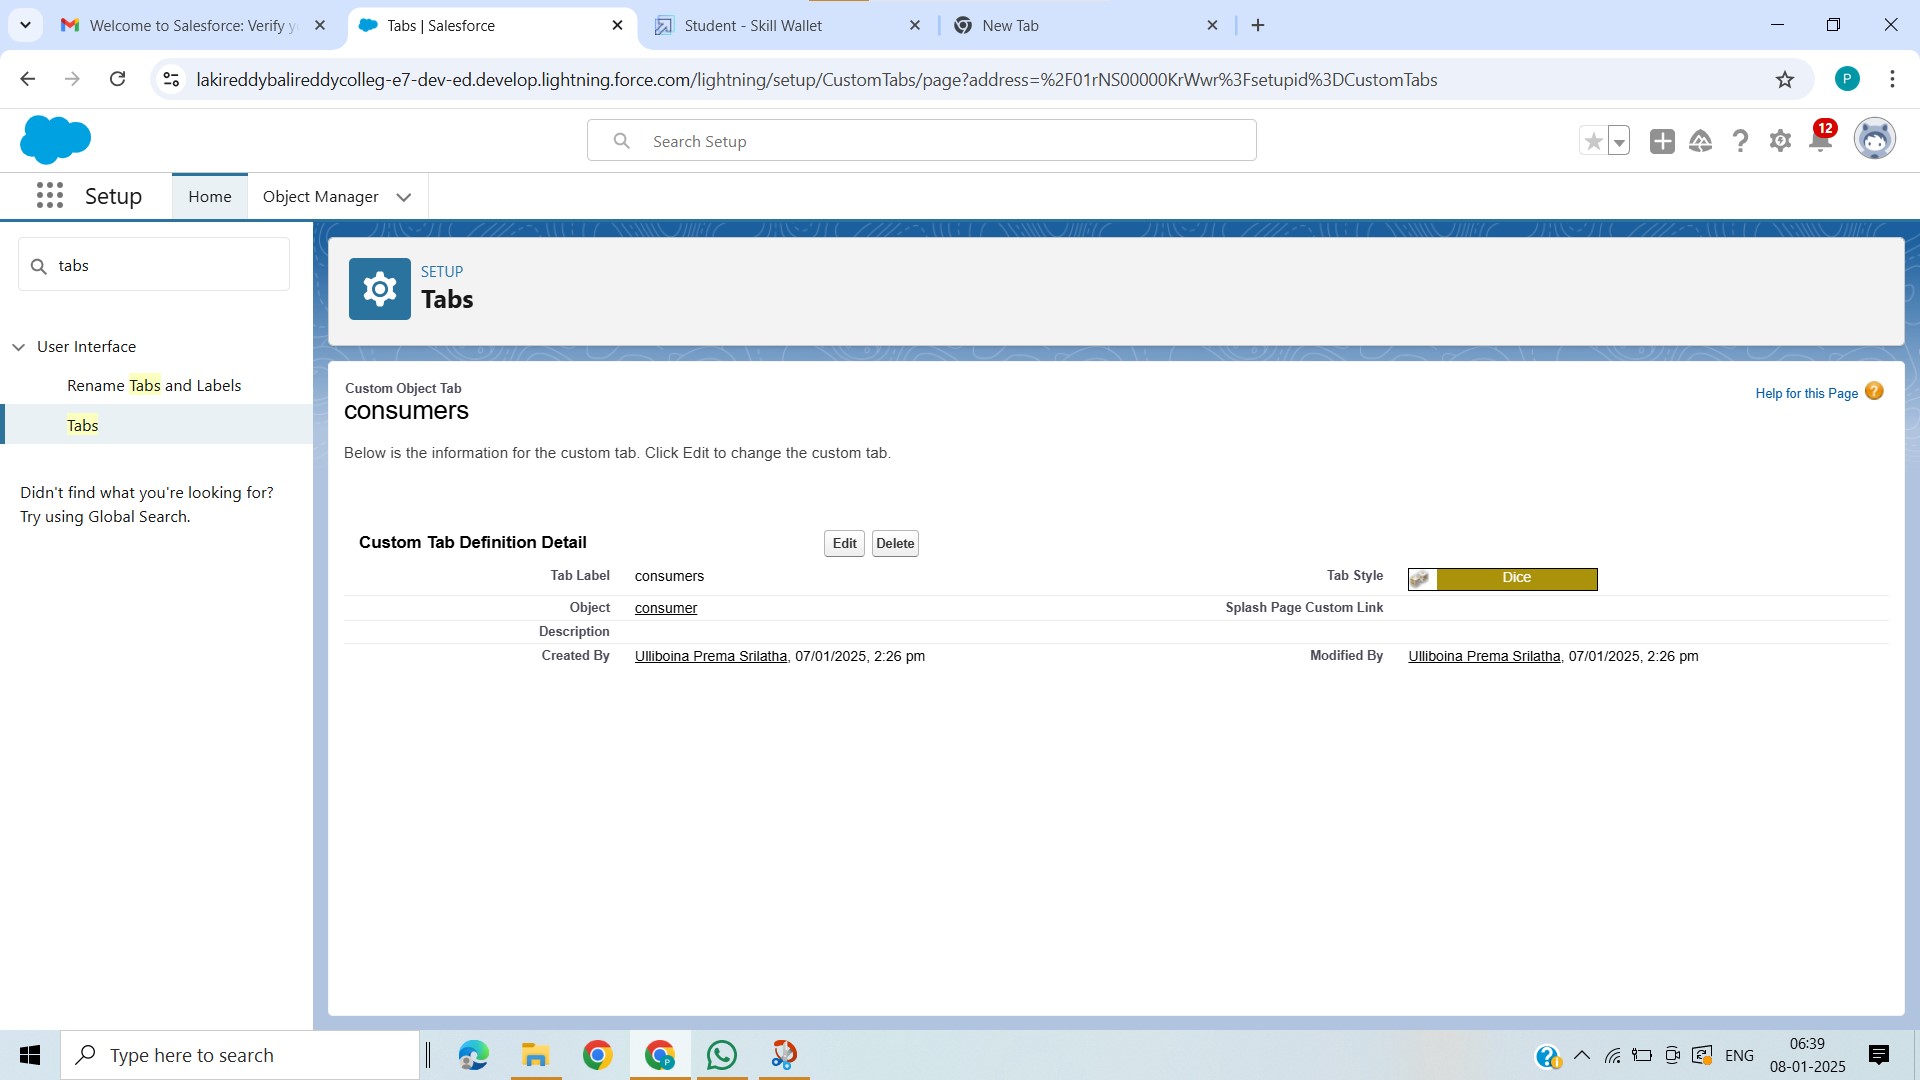 Welcome to Salesforce: Verify y
Tabs | Salesforce
Student - Skill Wallet
New Tab
lakireddybalireddycolleg-e7-dev-ed.develop.lightning.force.com/lightning/setup/CustomTabs/page?address=%2F01rNS00000KrWwr%3Fsetupid%3DCustomTabs
P
Search Setup
12
Setup
Home
Object Manager
tabs
User Interface
Rename Tabs and Labels
Tabs
Didn't find what you're looking for?
Try using Global Search.
SETUP
Tabs
Custom Object Tab
consumers
Help for this Page
Below is the information for the custom tab. Click Edit to change the custom tab.
Custom Tab Definition Detail
Edit
Delete
Tab Label consumers
Tab Style Dice
Object consumer
Splash Page Custom Link
Description
Created By Ulliboina Prema Srilatha, 07/01/2025, 2:26 pm
Modified By Ulliboina Prema Srilatha, 07/01/2025, 2:26 pm
Type here to search
ENG
06:39
08-01-2025